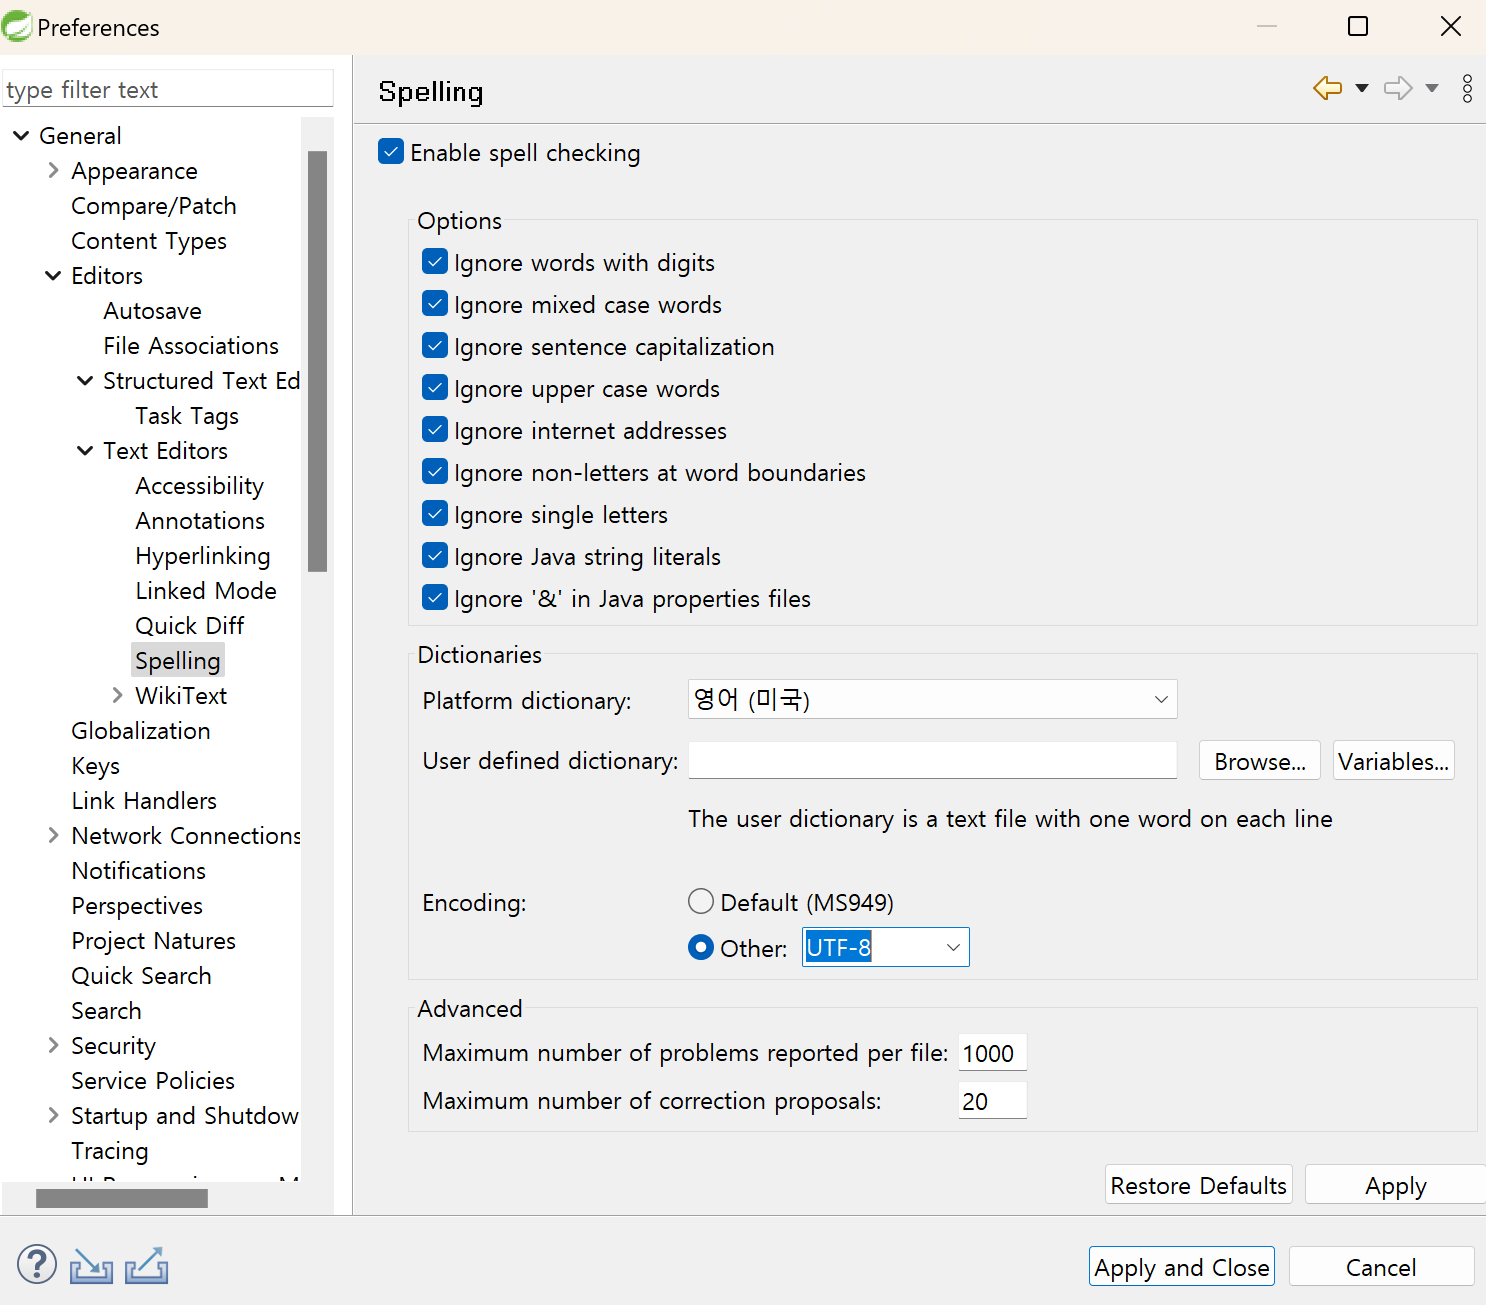 Preferences
type filter text
General
Appearance
Compare/Patch
Content Types
Editors
Autosave
File Associations
Structured Text Ed
Task Tags
Text Editors
Accessibility
Annotations
Hyperlinking
Linked Mode
Quick Diff
Spelling
WikiText
Globalization
Keys
Link Handlers
Network Connections
Notifications
Perspectives
Project Natures
Quick Search
Search
Security
Service Policies
Startup and Shutdow
Tracing
Spelling
Enable spell checking
Options
Ignore words with digits
Ignore mixed case words
Ignore sentence capitalization
Ignore upper case words
Ignore internet addresses
Ignore non-letters at word boundaries
Ignore single letters
Ignore Java string literals
Ignore '&' in Java properties files
Dictionaries
Platform dictionary: 영어 (미국)
User defined dictionary: Browse... Variables...
The user dictionary is a text file with one word on each line
Encoding: Default (MS949)
Other: UTF-8
Advanced
Maximum number of problems reported per file: 1000
Maximum number of correction proposals: 20
Restore Defaults Apply
Apply and Close Cancel